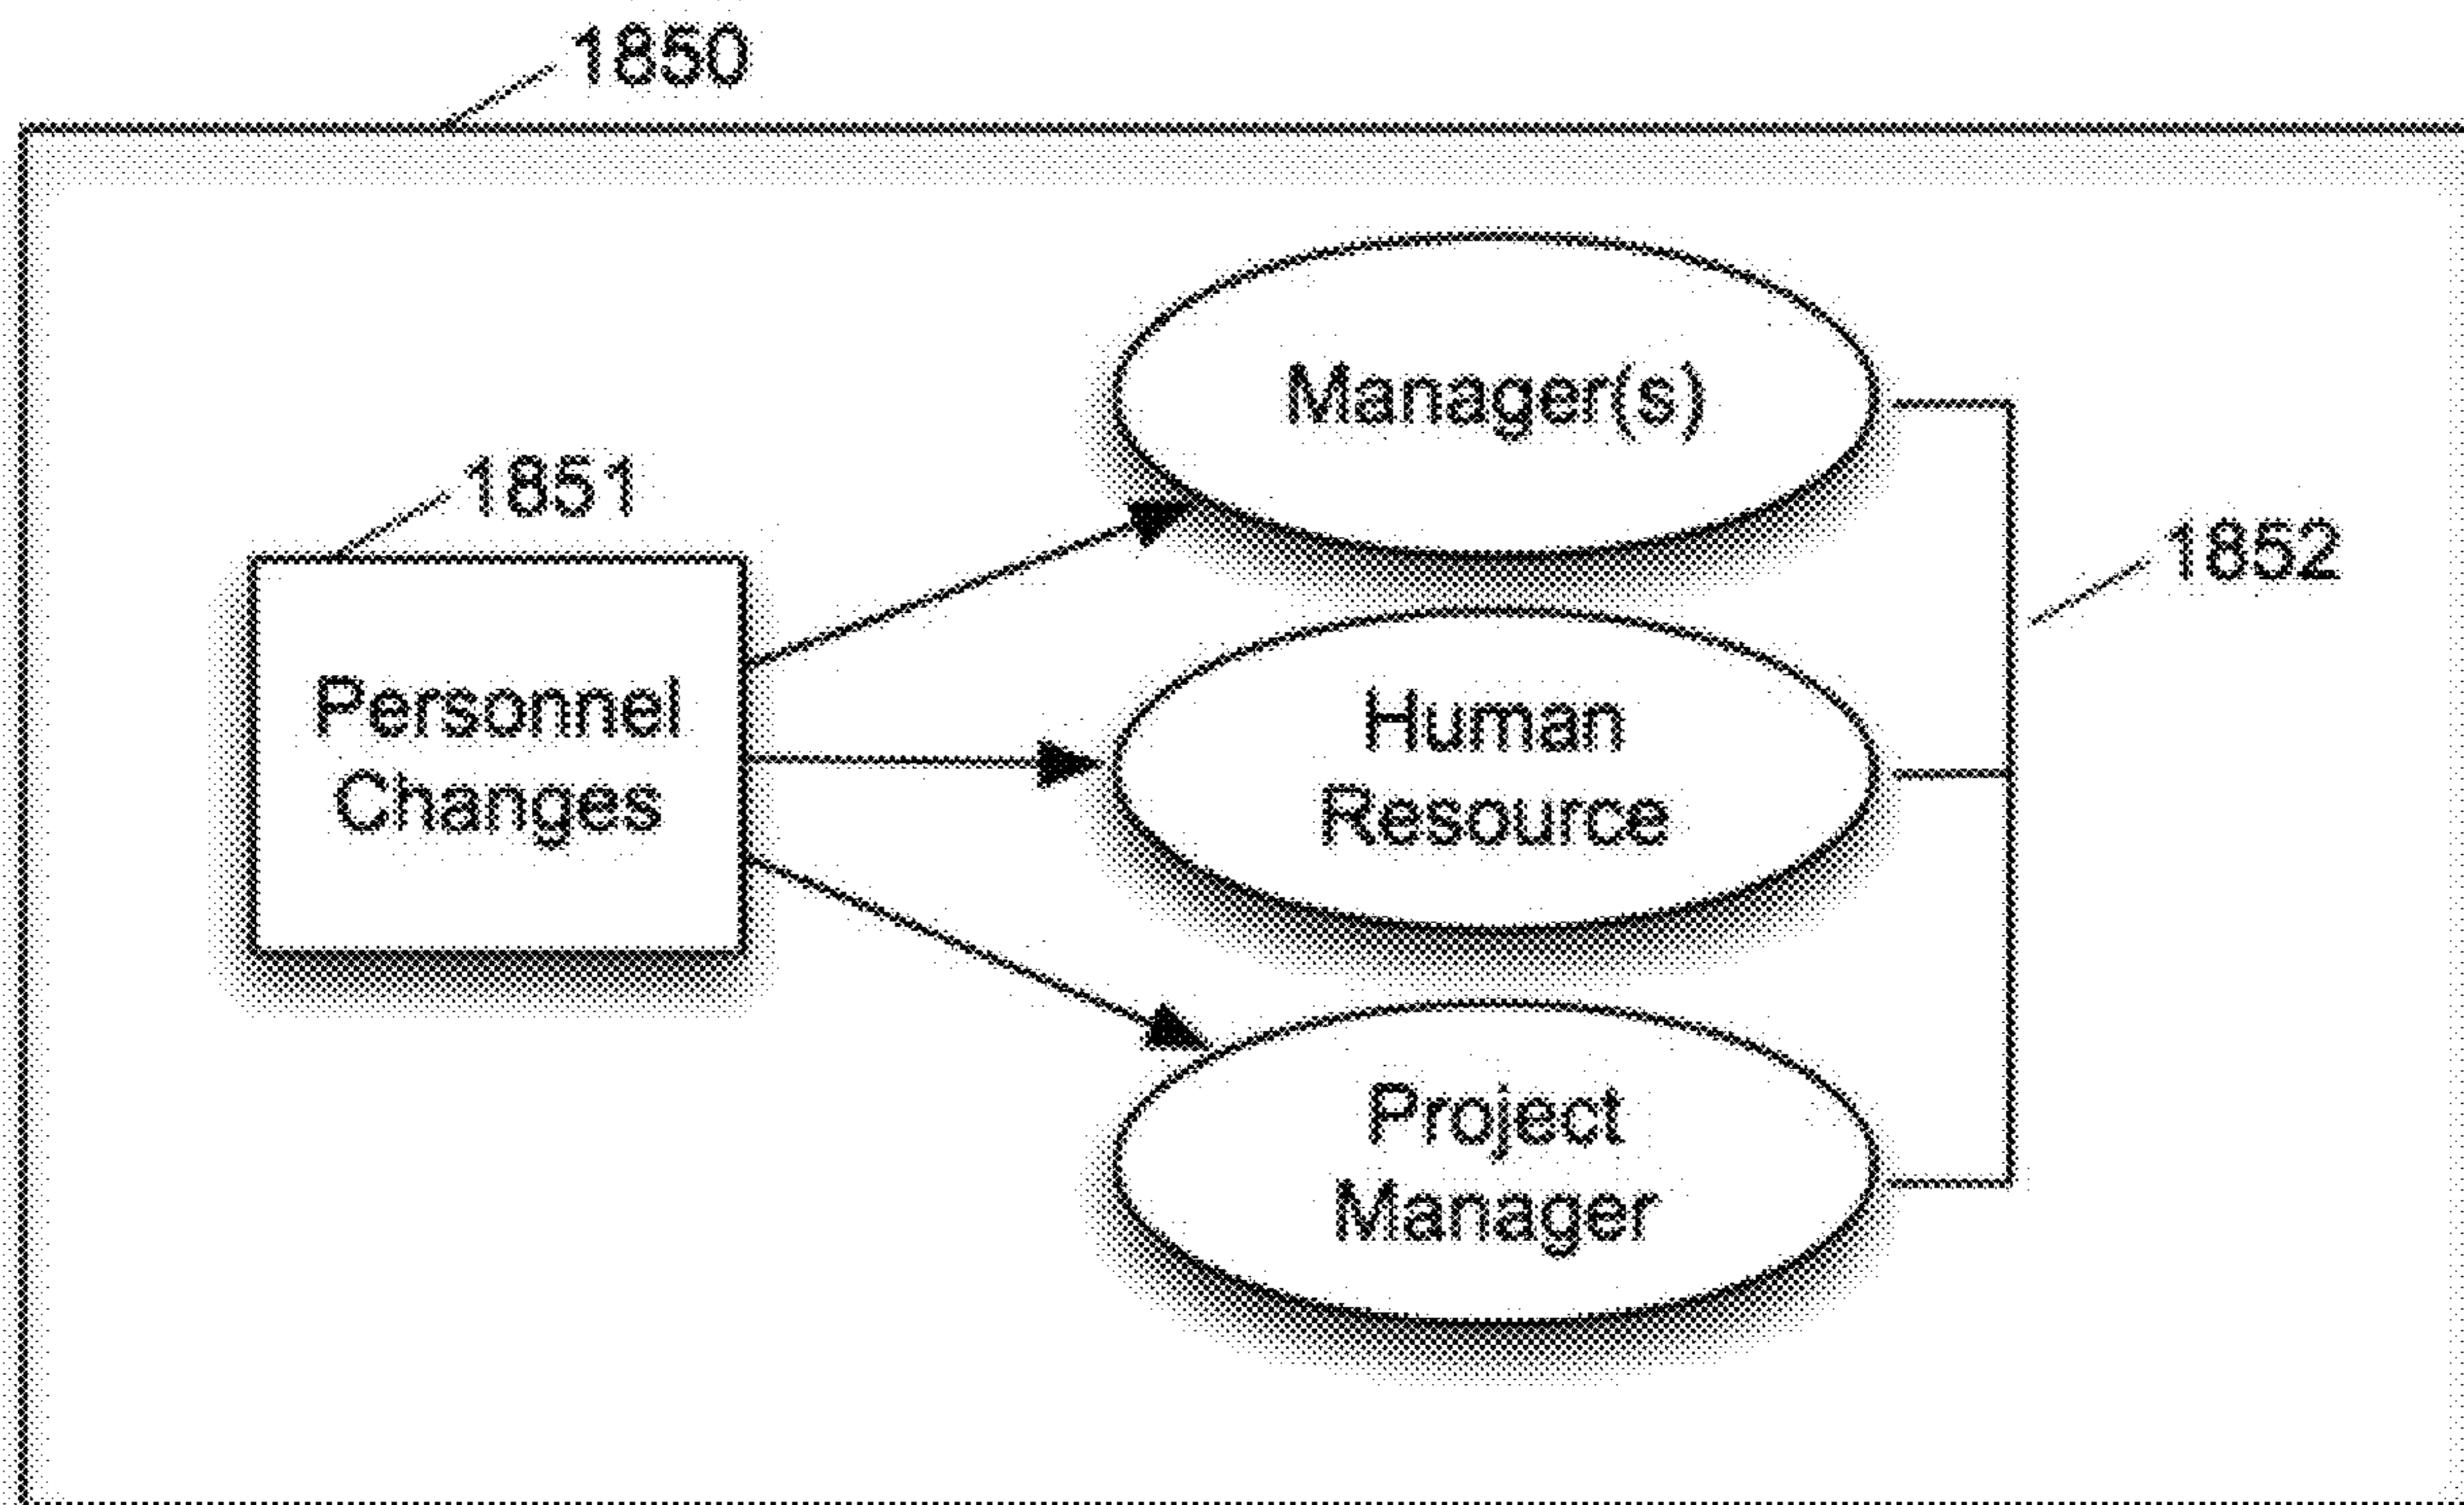 1850
Manager(s)
1851
1852
Personnel
Changes
Human
Resource
Project
Manager